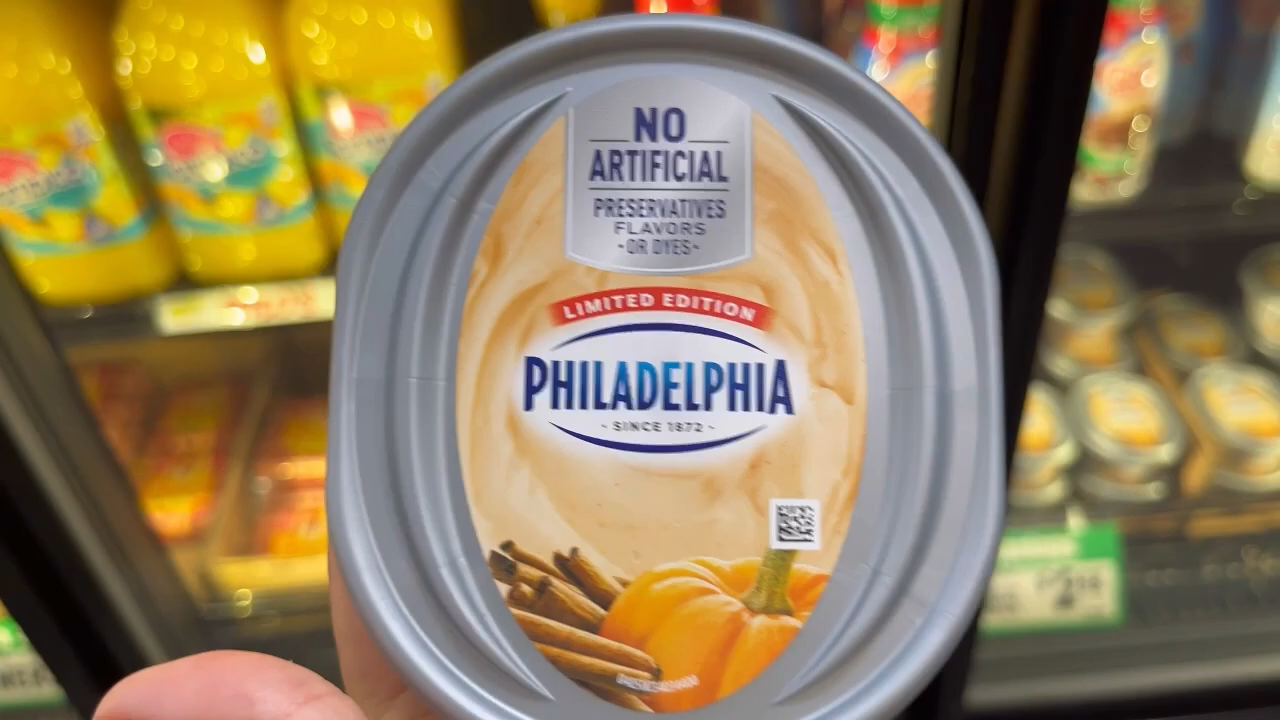 NO
ARTIFICIAL
PRESERVATIVES
FLAVORS
-OR DYES-
LIMITED EDITION
PHILADELPHIA
- SINCE 1872 -